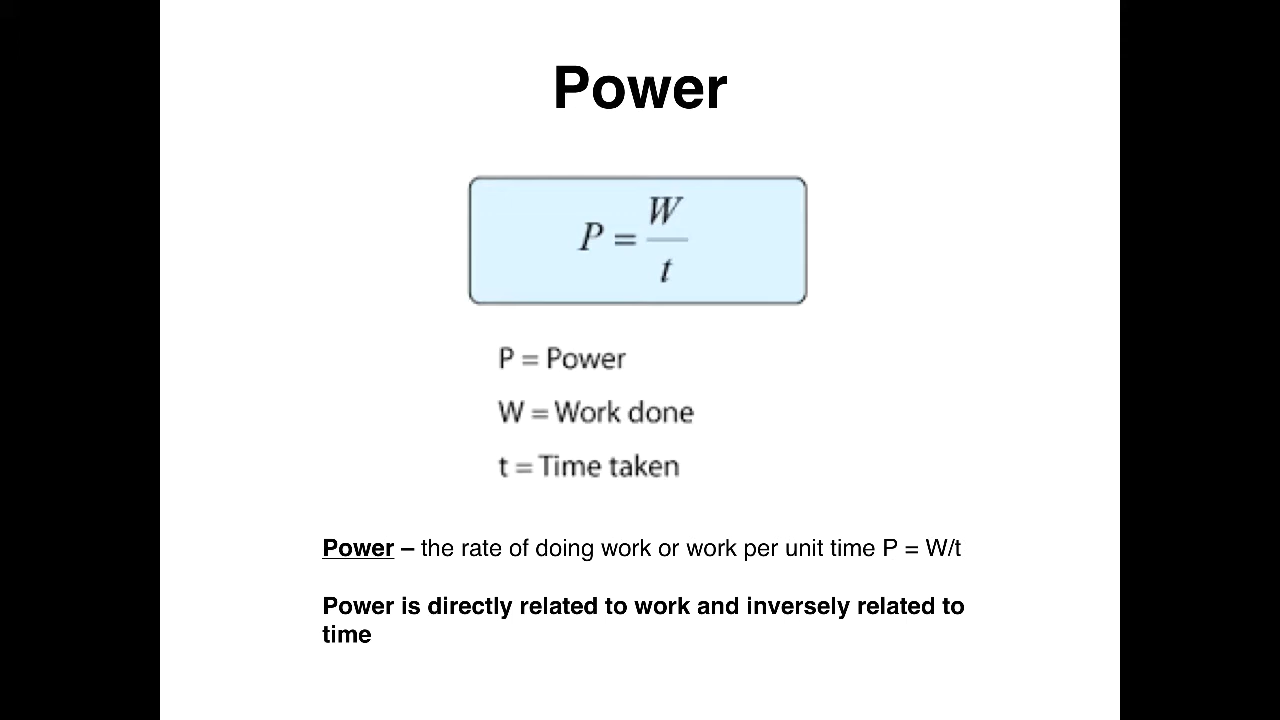 Power
P = W/t
P = Power
W = Work done
t = Time taken
Power – the rate of doing work or work per unit time P = W/t
Power is directly related to work and inversely related to
time